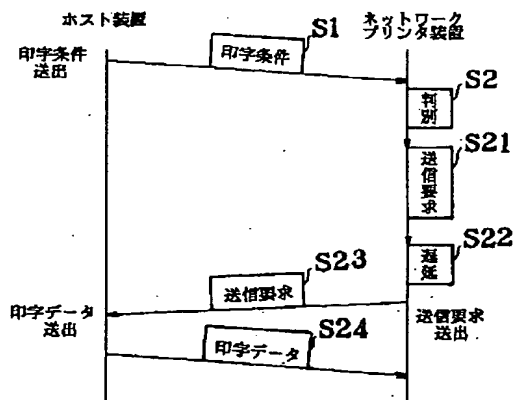 ホスト装置
ネットワーク
プリンタ装置
印字条件
送出
印字条件
S1
S2
判別
S21
送信要求
S22
遅延
S23
送信要求
印字データ
送出
送信要求
送出
S24
印字データ